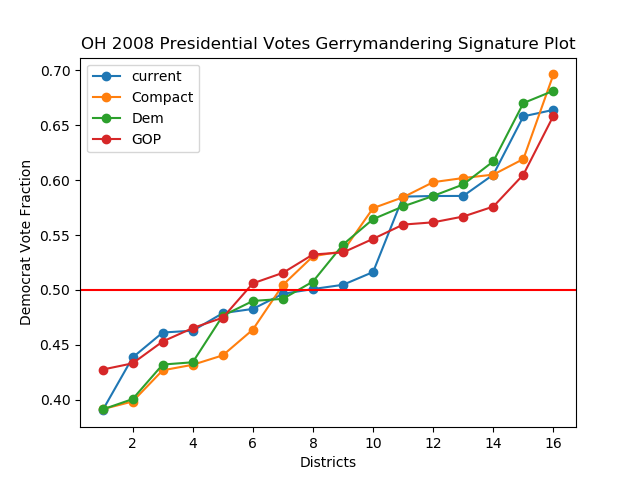 OH 2008 Presidential Votes Gerrymandering Signature Plot
current
Compact
Dem
GOP
Democrat Vote Fraction
0.70
0.65
0.60
0.55
0.50
0.45
0.40
2 4 6 8 10 12 14 16
Districts